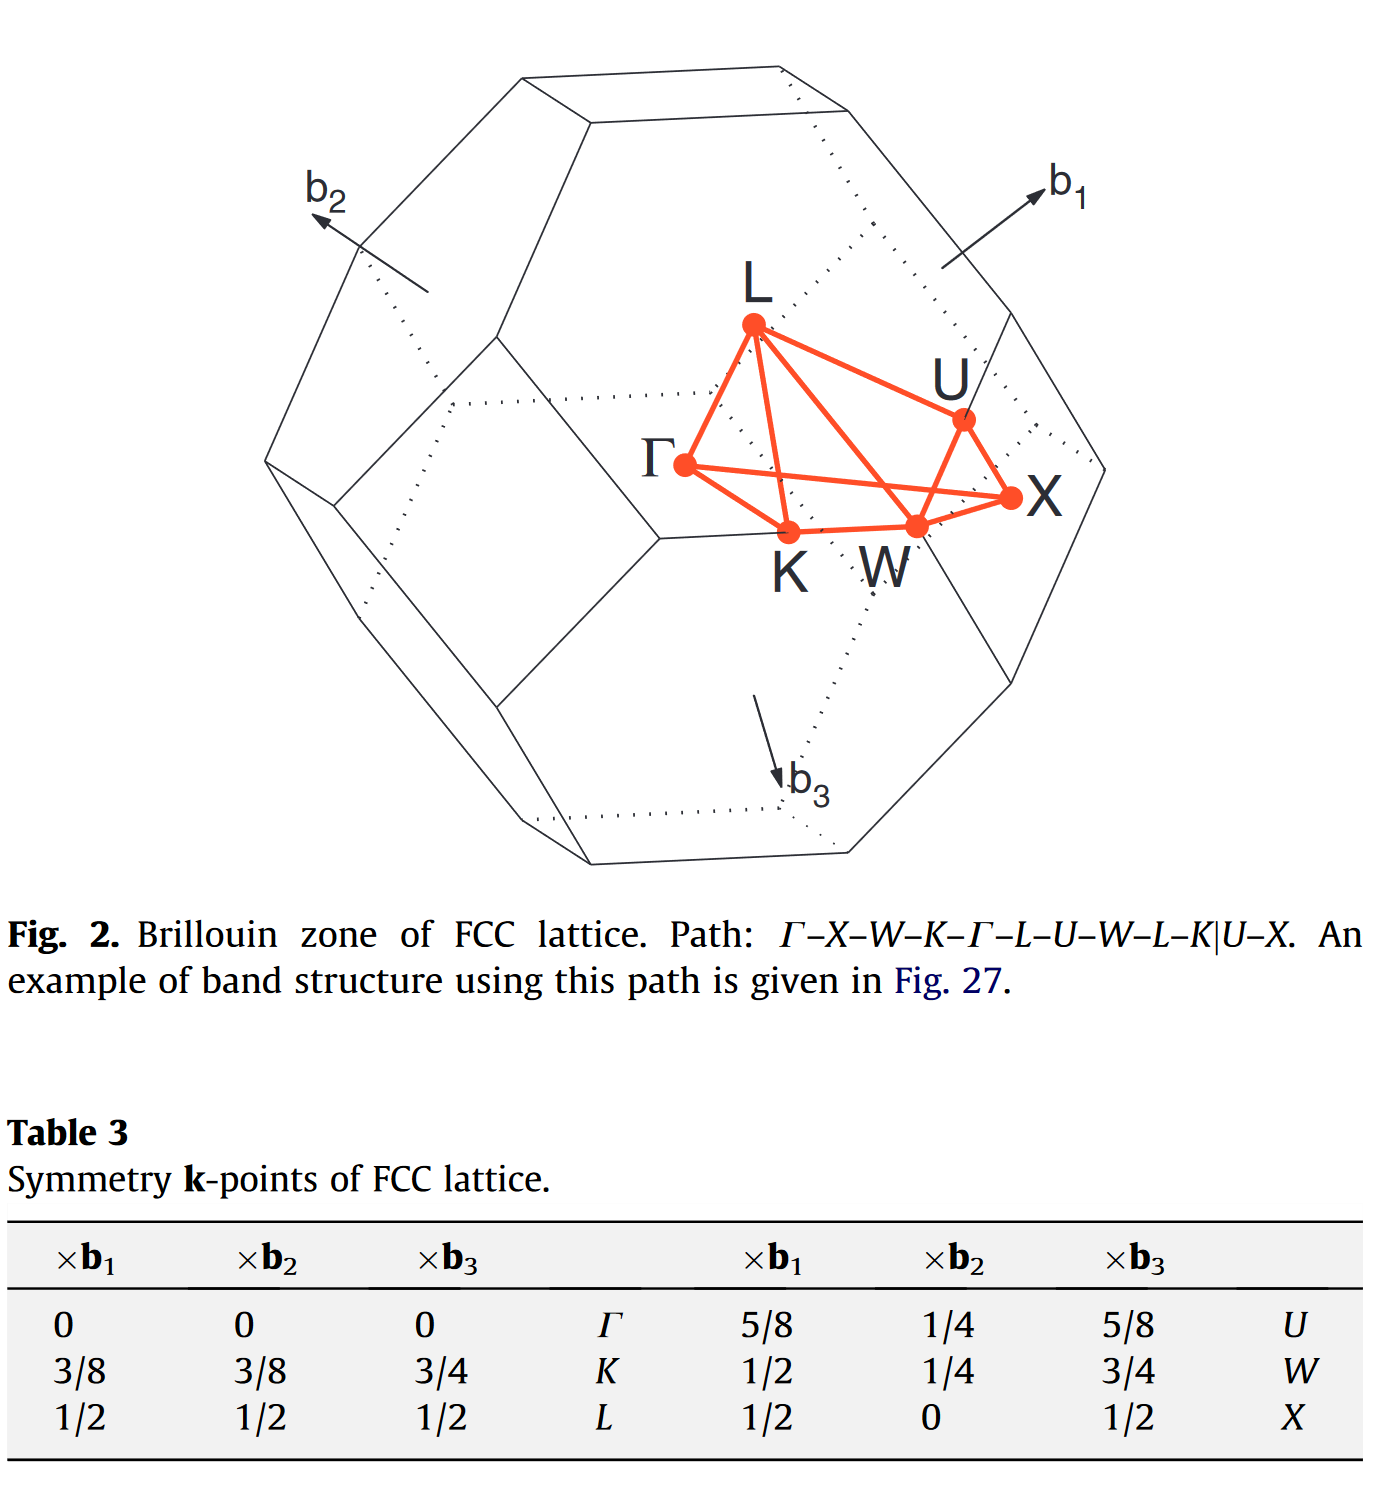 b2
b1
L
U
Γ
X
K
W
b3
Fig. 2. Brillouin zone of FCC lattice. Path: Γ–X–W–K–Γ–L–U–W–L–K|U–X. An
example of band structure using this path is given in Fig. 27.
Table 3
Symmetry k-points of FCC lattice.
×b1 ×b2 ×b3 ×b1 ×b2 ×b3
0 0 0 Γ 5/8 1/4 5/8 U
3/8 3/8 3/4 K 1/2 1/4 3/4 W
1/2 1/2 1/2 L 1/2 0 1/2 X